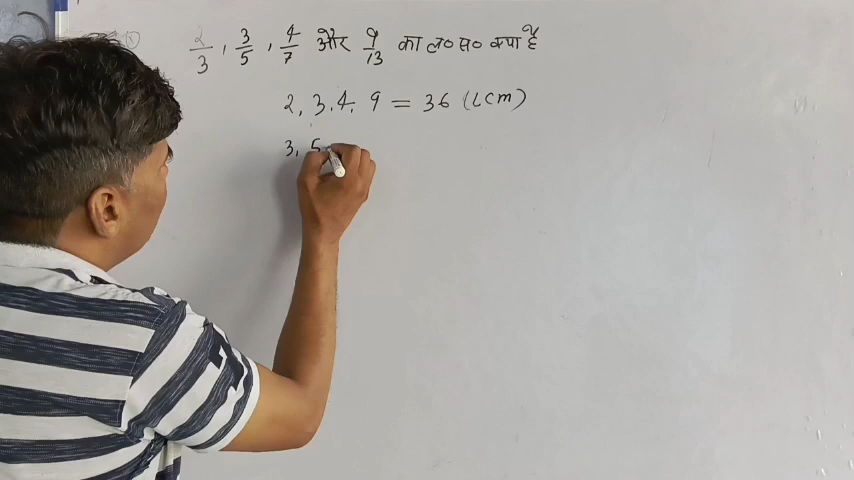 2/3 , 3/5 , 4/7 और 9/13 का ल० स० क्या है
2, 3, 4, 9 = 36 (LCM)
3, 5